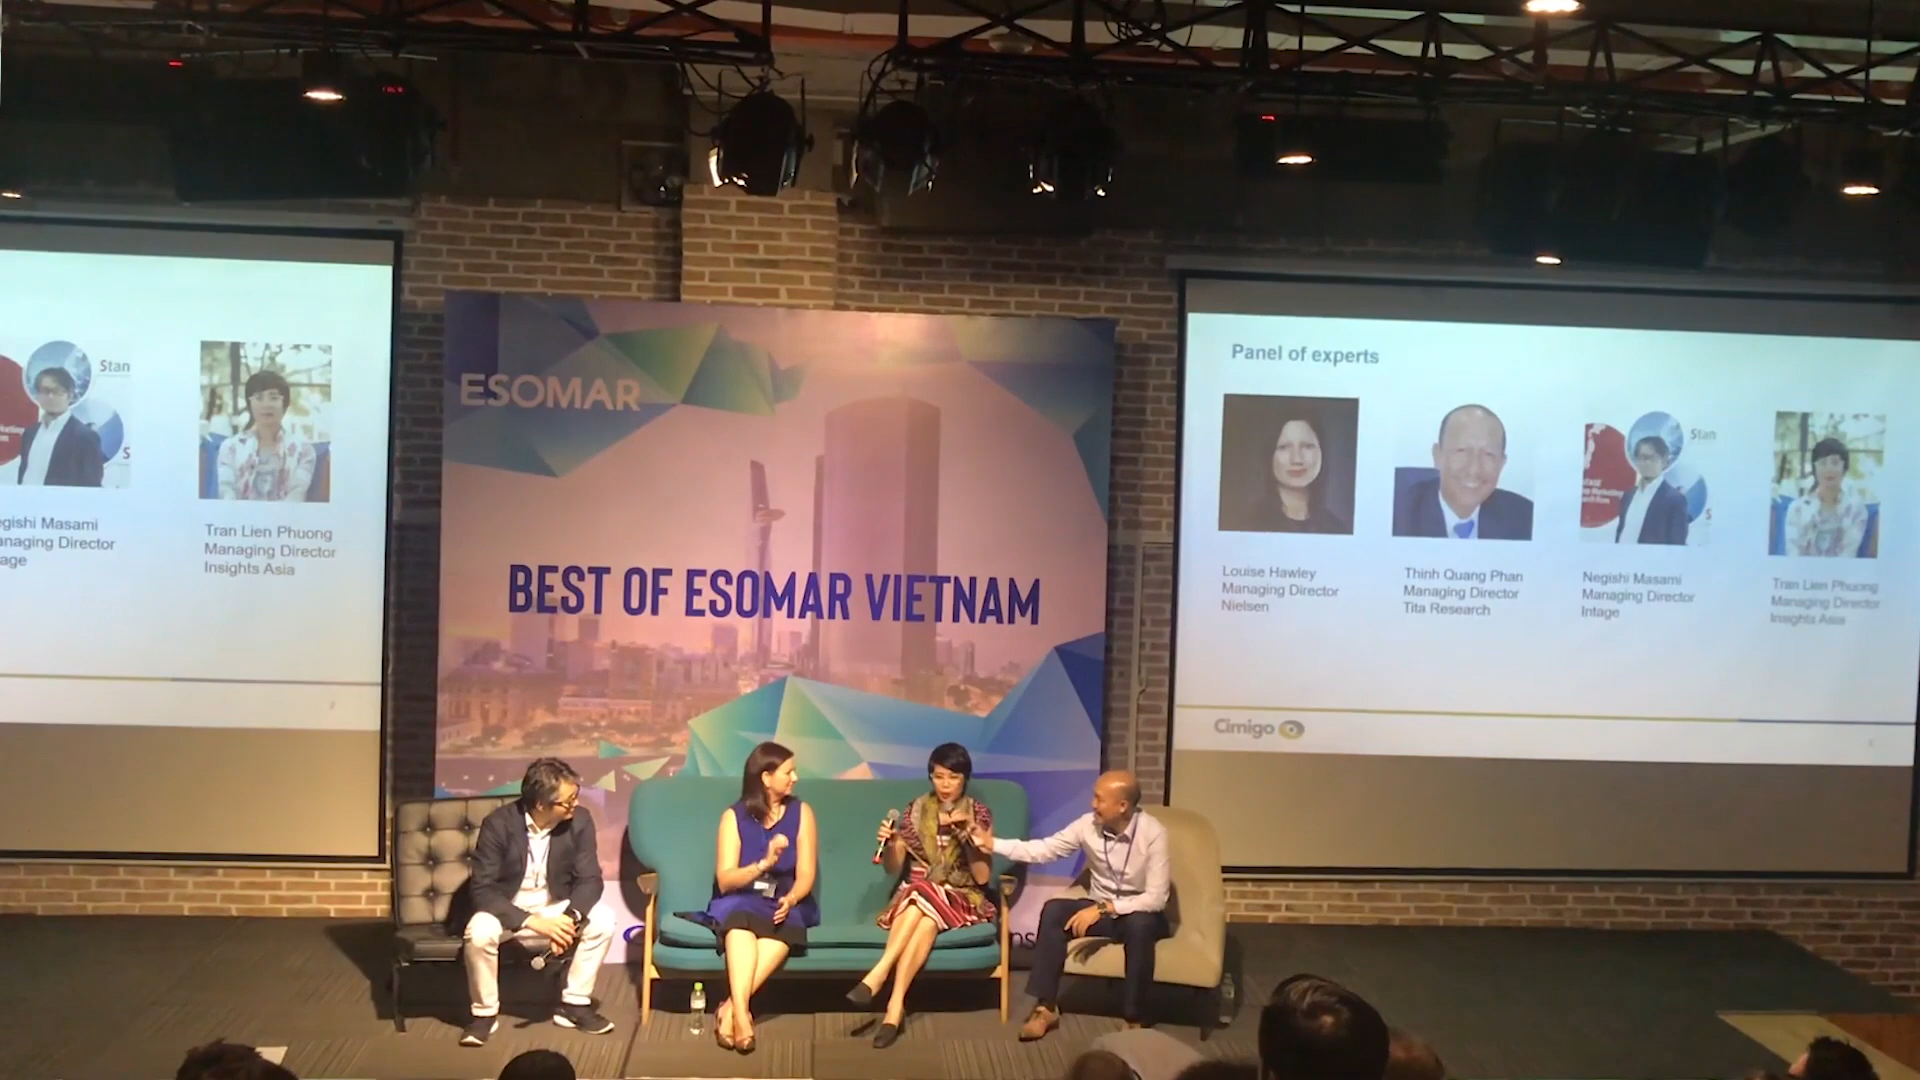 Stan
S
Tran Lien Phuong
Managing Director
Insights Asia
egishi Masami
anaging Director
age
ESOMAR
BEST OF ESOMAR VIETNAM
Panel of experts
Stan
S
Louise Hawley
Managing Director
Nielsen
Thinh Quang Phan
Managing Director
Tita Research
Negishi Masami
Managing Director
Intage
Tran Lien Phuong
Managing Director
Insights Asia
Cimigo